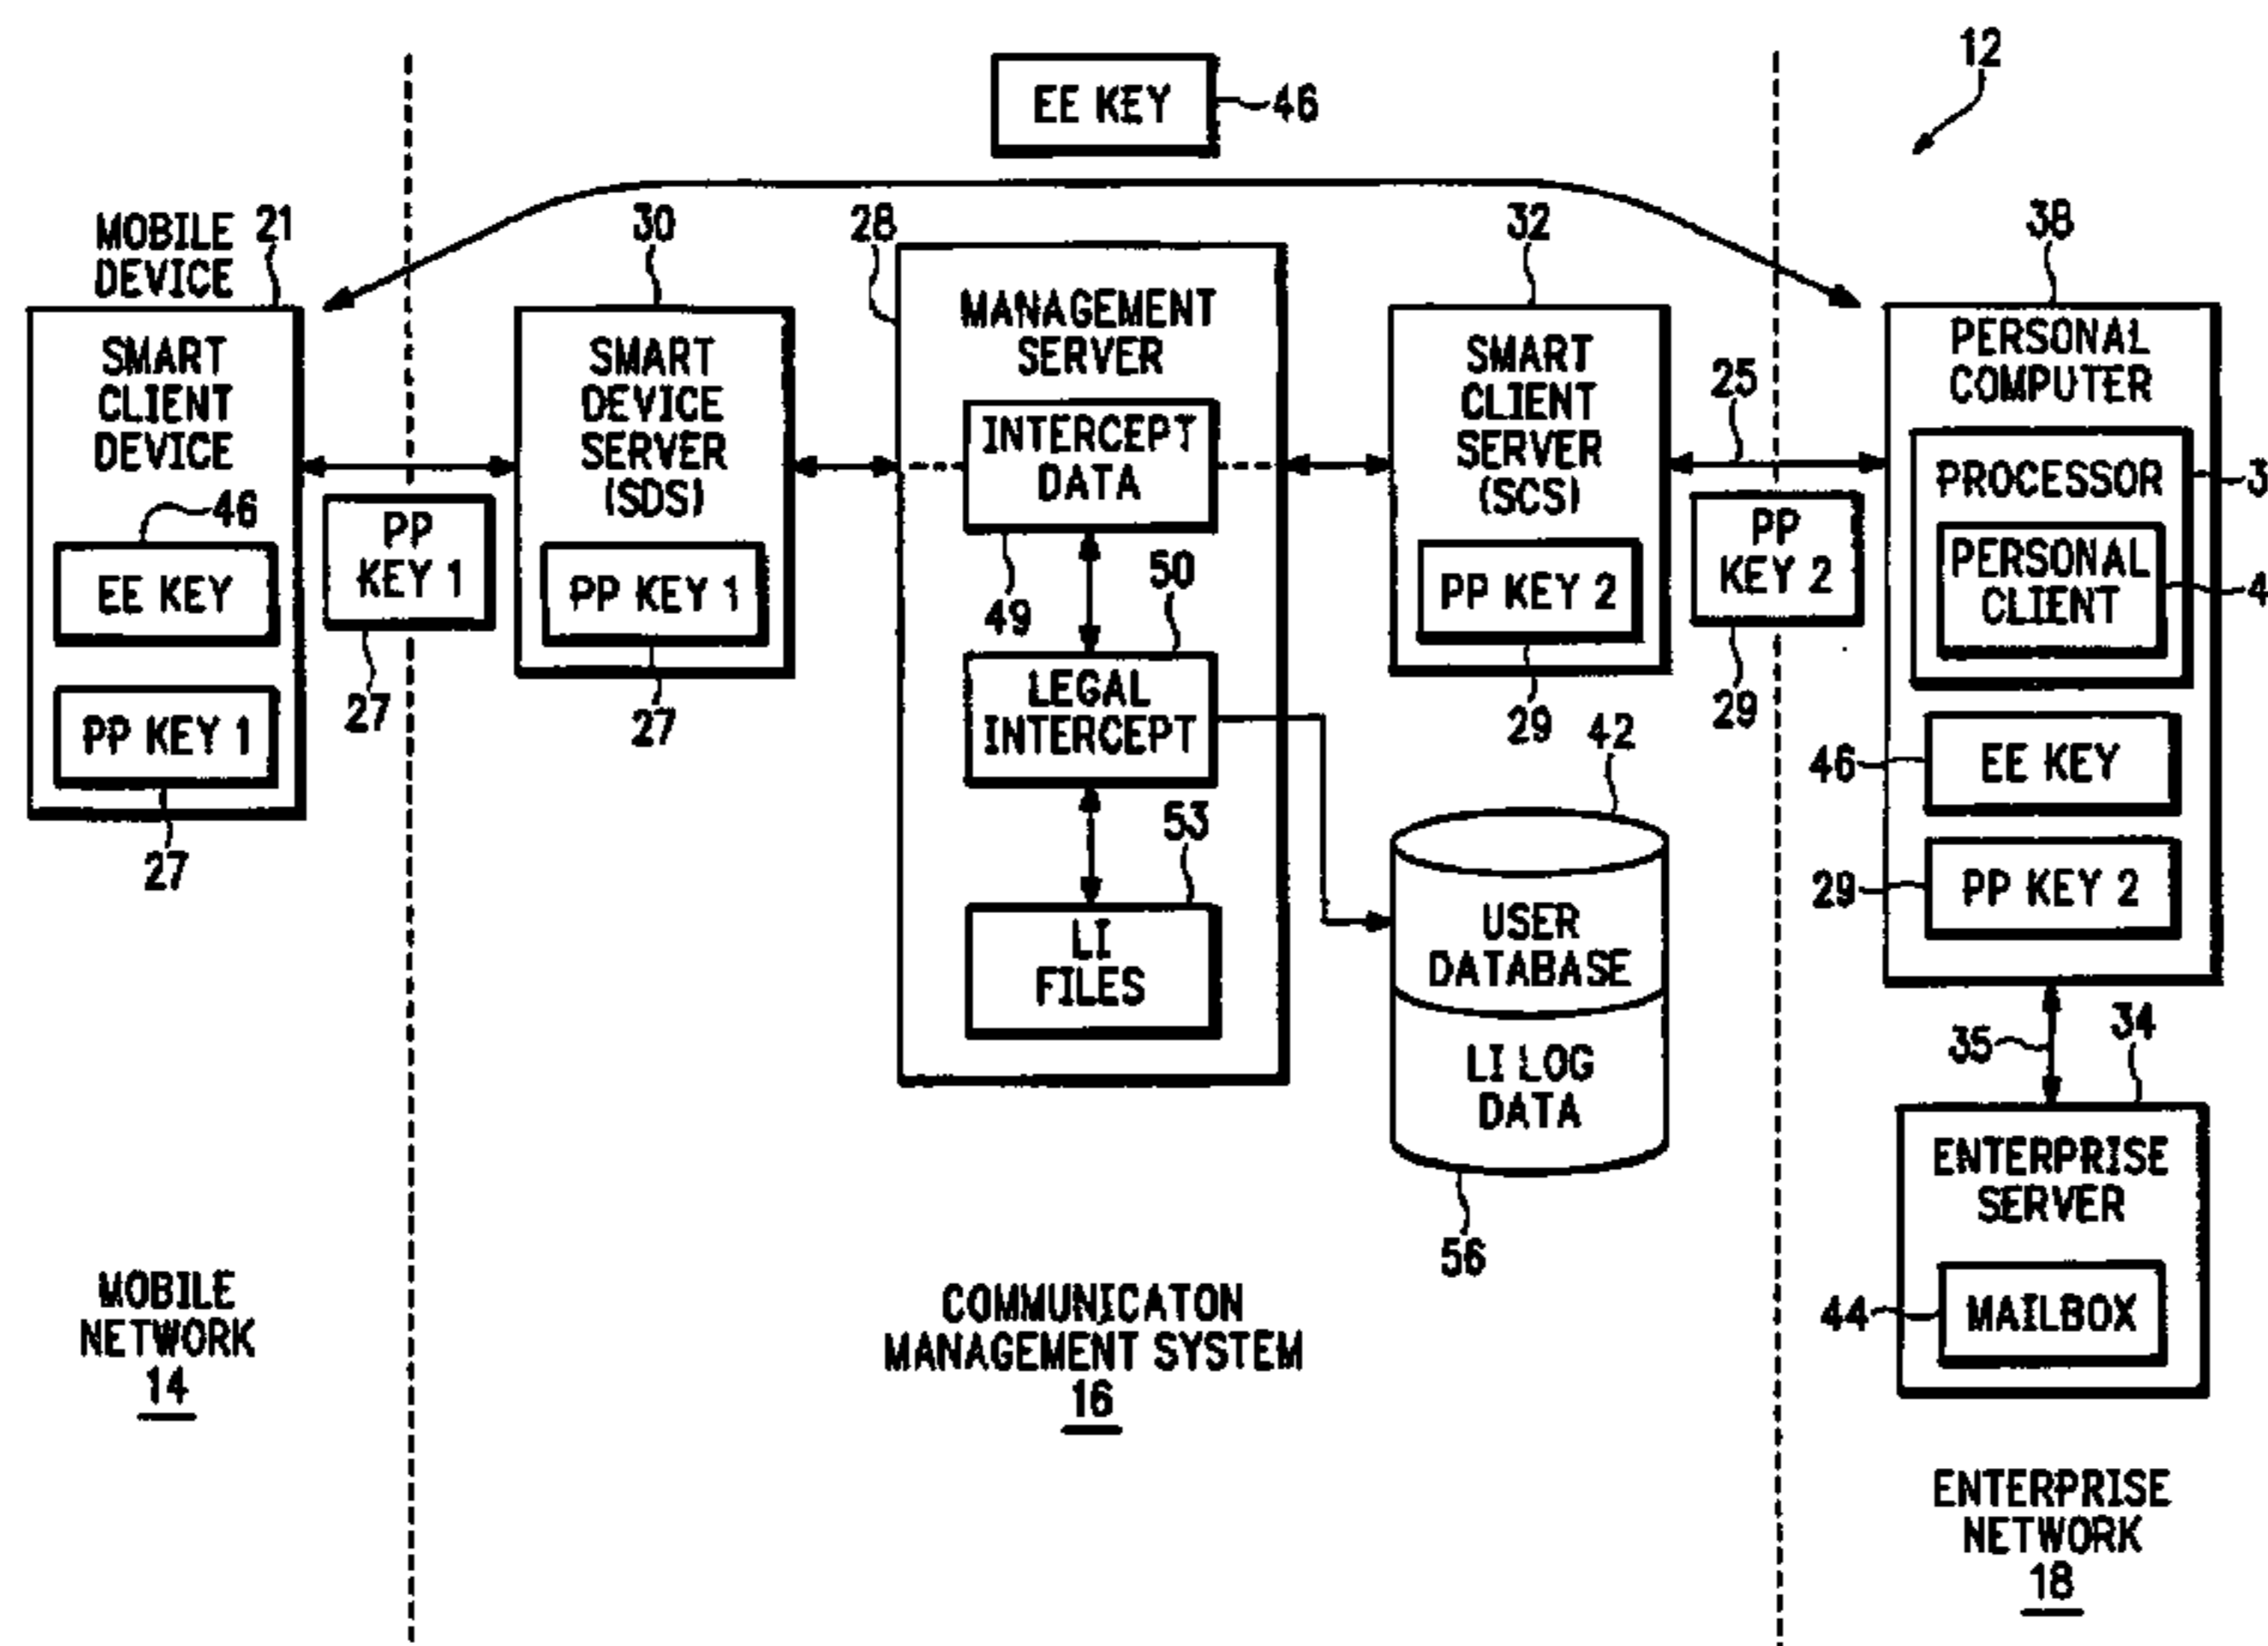 12
EE KEY
46
MOBILE
DEVICE
21
SMART
CLIENT
DEVICE
46
EE KEY
PP KEY 1
27
PP
KEY 1
27
30
SMART
DEVICE
SERVER
(SDS)
PP KEY 1
27
28
MANAGEMENT
SERVER
INTERCEPT
DATA
49
50
LEGAL
INTERCEPT
53
LI
FILES
32
SMART
CLIENT
SERVER
(SCS)
PP KEY 2
29
25
PP
KEY 2
29
42
USER
DATABASE
LI LOG
DATA
56
38
PERSONAL
COMPUTER
PROCESSOR
3
PERSONAL
CLIENT
4
46
EE KEY
29
PP KEY 2
35
34
ENTERPRISE
SERVER
44
MAILBOX
MOBILE
NETWORK
14
COMMUNICATON
MANAGEMENT SYSTEM
16
ENTERPRISE
NETWORK
18